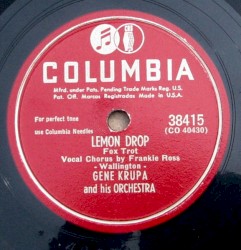 COLUMBIA
Mfrd. under Pats. Pending Trade Marks Reg. U.S.
Pat. Off. Marcas Registradas Made in U.S.A.
For perfect tone
use Columbia Needles
38415
(CO 40430)
LEMON DROP
Fox Trot
Vocal Chorus by Frankie Ross
- Wallington -
GENE KRUPA
and his ORCHESTRA